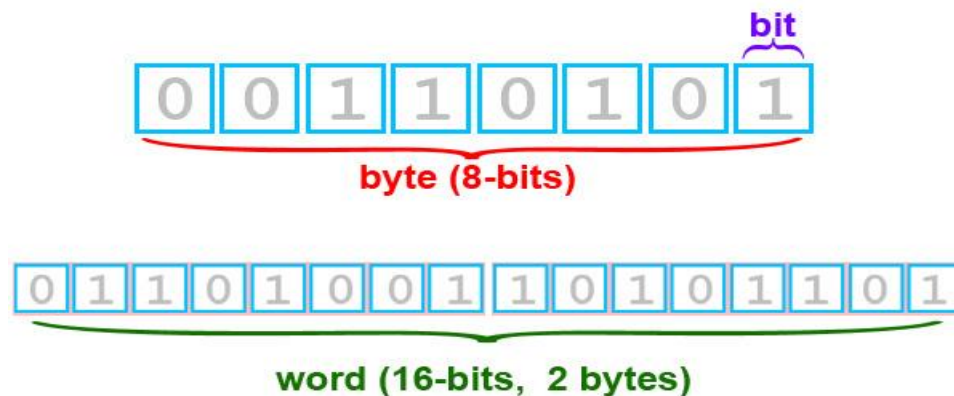 bit
0 0 1 1 0 1 0 1
byte (8-bits)
0 1 1 0 1 0 0 1 1 0 1 0 1 1 0 1
word (16-bits, 2 bytes)